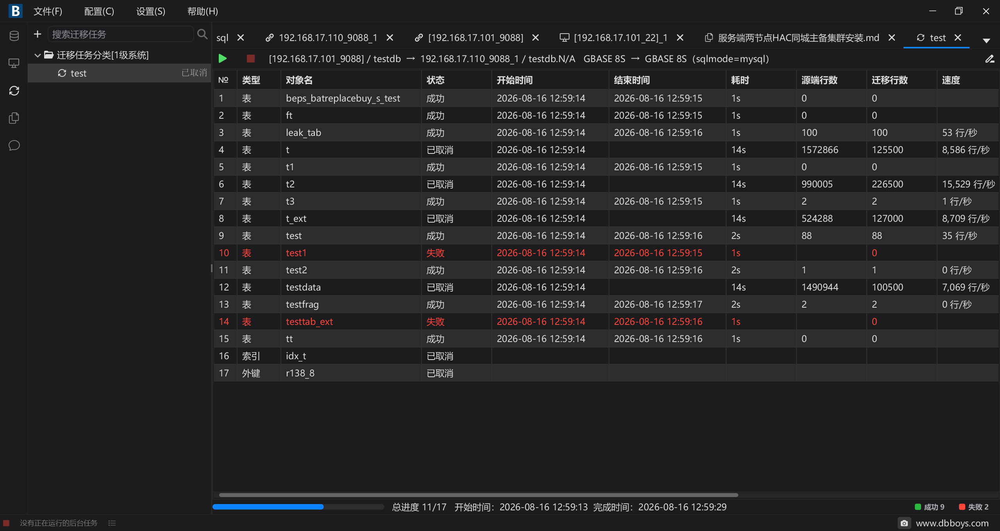 B 文件(F) 配置(C) 设置(S) 帮助(H)
搜索迁移任务
迁移任务分类[1级系统]
test 已取消
sql 192.168.17.110_9088_1 [192.168.17.101_9088] [192.168.17.101_22]_1 服务端两节点HAC同城主备集群安装.md test
[192.168.17.101_9088] / testdb → 192.168.17.110_9088_1 / testdb.N/A GBASE 8S → GBASE 8S（sqlmode=mysql）
№ 类型 对象名 状态 开始时间 结束时间 耗时 源端行数 迁移行数 速度
1 表 beps_batreplacebuy_s_test 成功 2026-08-16 12:59:14 2026-08-16 12:59:15 1s 0 0
2 表 ft 成功 2026-08-16 12:59:14 2026-08-16 12:59:15 1s 0 0
3 表 leak_tab 成功 2026-08-16 12:59:14 2026-08-16 12:59:16 1s 100 100 53 行/秒
4 表 t 已取消 2026-08-16 12:59:14 14s 1572866 125500 8,586 行/秒
5 表 t1 成功 2026-08-16 12:59:14 2026-08-16 12:59:15 1s 0 0
6 表 t2 已取消 2026-08-16 12:59:14 14s 990005 226500 15,529 行/秒
7 表 t3 成功 2026-08-16 12:59:14 2026-08-16 12:59:15 1s 2 2 1 行/秒
8 表 t_ext 已取消 2026-08-16 12:59:14 14s 524288 127000 8,709 行/秒
9 表 test 成功 2026-08-16 12:59:14 2026-08-16 12:59:16 2s 88 88 35 行/秒
10 表 test1 失败 2026-08-16 12:59:14 2026-08-16 12:59:15 1s 0
11 表 test2 成功 2026-08-16 12:59:14 2026-08-16 12:59:16 2s 1 1 0 行/秒
12 表 testdata 已取消 2026-08-16 12:59:14 14s 1490944 100500 7,069 行/秒
13 表 testfrag 成功 2026-08-16 12:59:14 2026-08-16 12:59:17 2s 2 2 0 行/秒
14 表 testtab_ext 失败 2026-08-16 12:59:14 2026-08-16 12:59:16 1s 0
15 表 tt 成功 2026-08-16 12:59:14 2026-08-16 12:59:16 1s 0 0
16 索引 idx_t 已取消
17 外键 r138_8 已取消
总进度 11/17 开始时间：2026-08-16 12:59:13 完成时间：2026-08-16 12:59:29 成功 9 失败 2
没有正在运行的后台任务 www.dbboys.com